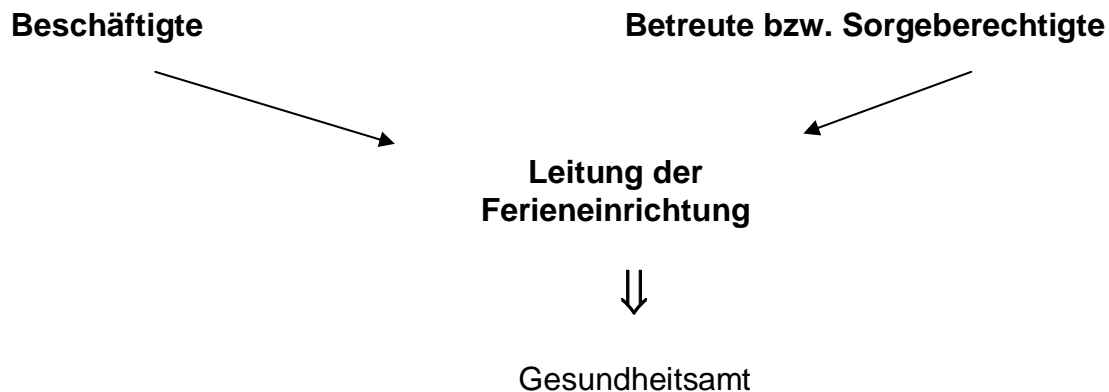 Beschäftigte
Betreute bzw. Sorgeberechtigte
Leitung der
Ferieneinrichtung
⇓
Gesundheitsamt